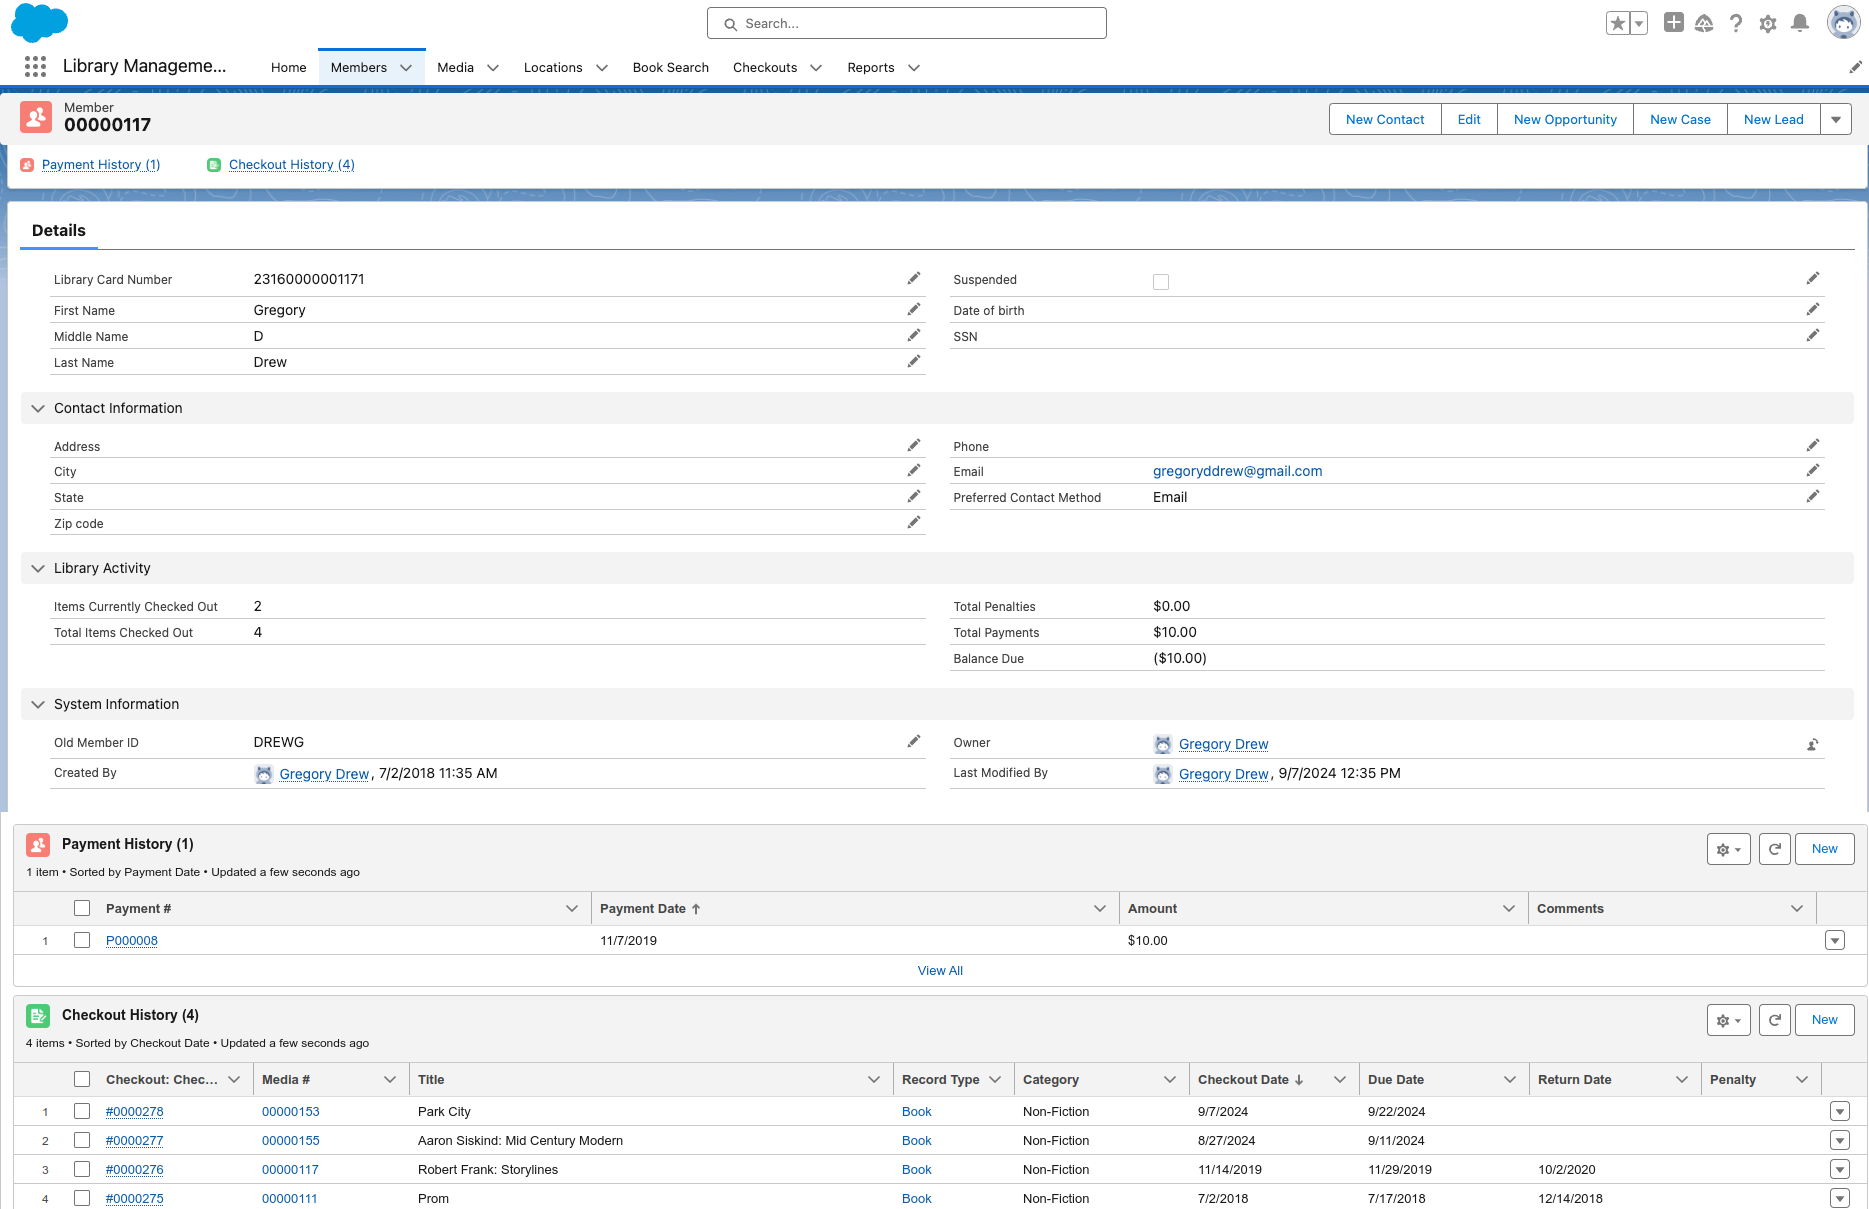 Search...
Library Manageme...
Home
Members
Media
Locations
Book Search
Checkouts
Reports
Member
00000117
New Contact
Edit
New Opportunity
New Case
New Lead
Payment History (1)
Checkout History (4)
Details
Library Card Number 23160000001171
Suspended
First Name Gregory
Date of birth
Middle Name D
SSN
Last Name Drew
Contact Information
Address
Phone
City
Email gregoryddrew@gmail.com
State
Preferred Contact Method Email
Zip code
Library Activity
Items Currently Checked Out 2
Total Penalties $0.00
Total Items Checked Out 4
Total Payments $10.00
Balance Due ($10.00)
System Information
Old Member ID DREWG
Owner Gregory Drew
Created By Gregory Drew, 7/2/2018 11:35 AM
Last Modified By Gregory Drew, 9/7/2024 12:35 PM
Payment History (1)
New
1 item • Sorted by Payment Date • Updated a few seconds ago
Payment # Payment Date Amount Comments
1 P000008 11/7/2019 $10.00
View All
Checkout History (4)
New
4 items • Sorted by Checkout Date • Updated a few seconds ago
Checkout: Chec... Media # Title Record Type Category Checkout Date Due Date Return Date Penalty
1 #0000278 00000153 Park City Book Non-Fiction 9/7/2024 9/22/2024
2 #0000277 00000155 Aaron Siskind: Mid Century Modern Book Non-Fiction 8/27/2024 9/11/2024
3 #0000276 00000117 Robert Frank: Storylines Book Non-Fiction 11/14/2019 11/29/2019 10/2/2020
4 #0000275 00000111 Prom Book Non-Fiction 7/2/2018 7/17/2018 12/14/2018